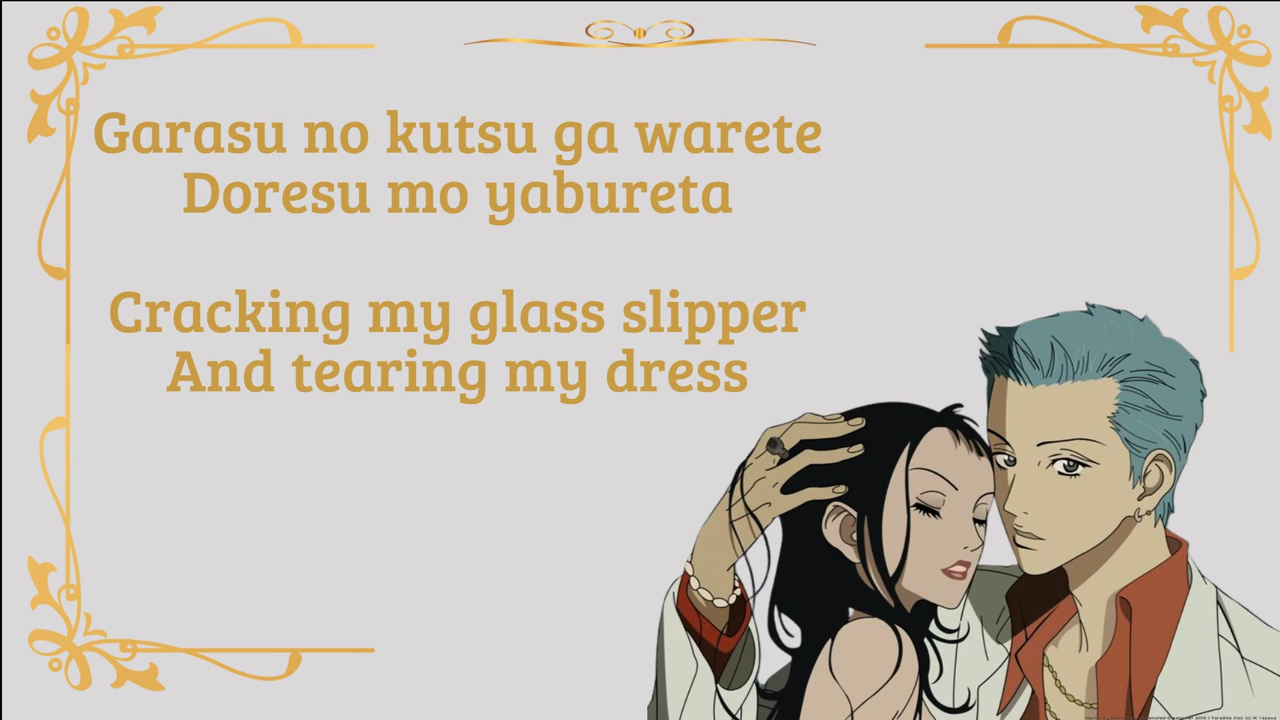 Garasu no kutsu ga warete
Doresu mo yabureta
Cracking my glass slipper
And tearing my dress